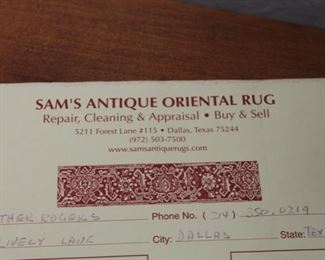 SAM'S ANTIQUE ORIENTAL RUG
Repair, Cleaning & Appraisal • Buy & Sell
5211 Forest Lane #115 • Dallas, Texas 75244
(972) 503-7500
www.samsantiquerugs.com
THER ROGERS Phone No. (214) 350.0219
LIVELY LANE City: DALLAS State: TEX